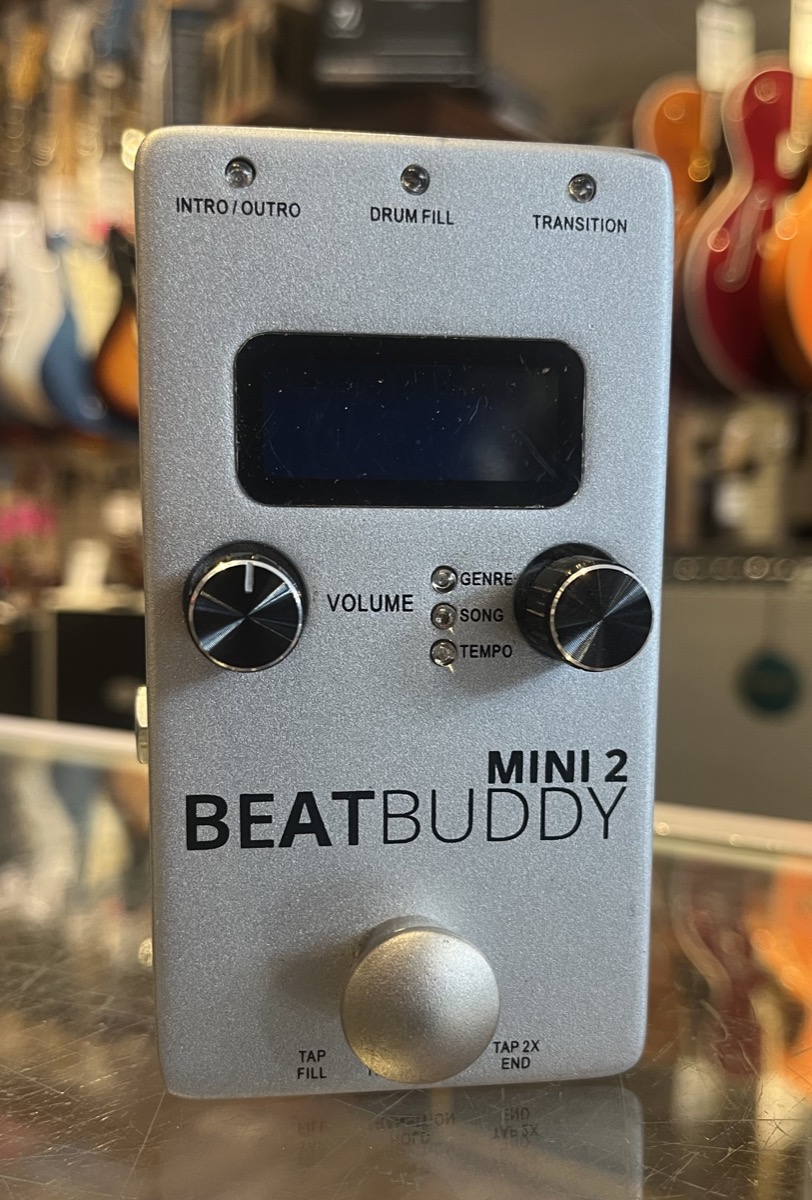 INTRO / OUTRO
DRUM FILL
TRANSITION
VOLUME
GENRE
SONG
TEMPO
MINI 2
BEATBUDDY
TAP
FILL
TAP 2X
END